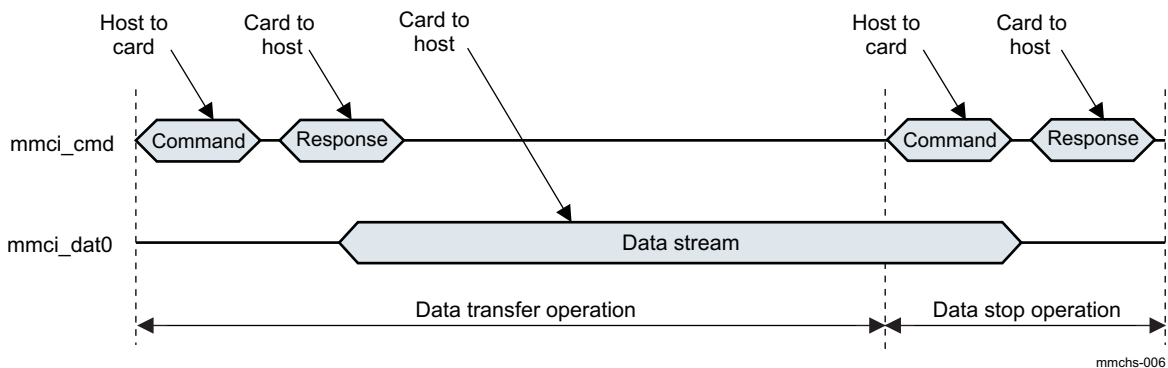 Host to
card
Card to
host
Card to
host
Host to
card
Card to
host
mmci_cmd
Command
Response
Command
Response
mmci_dat0
Data stream
Data transfer operation
Data stop operation
mmchs-006